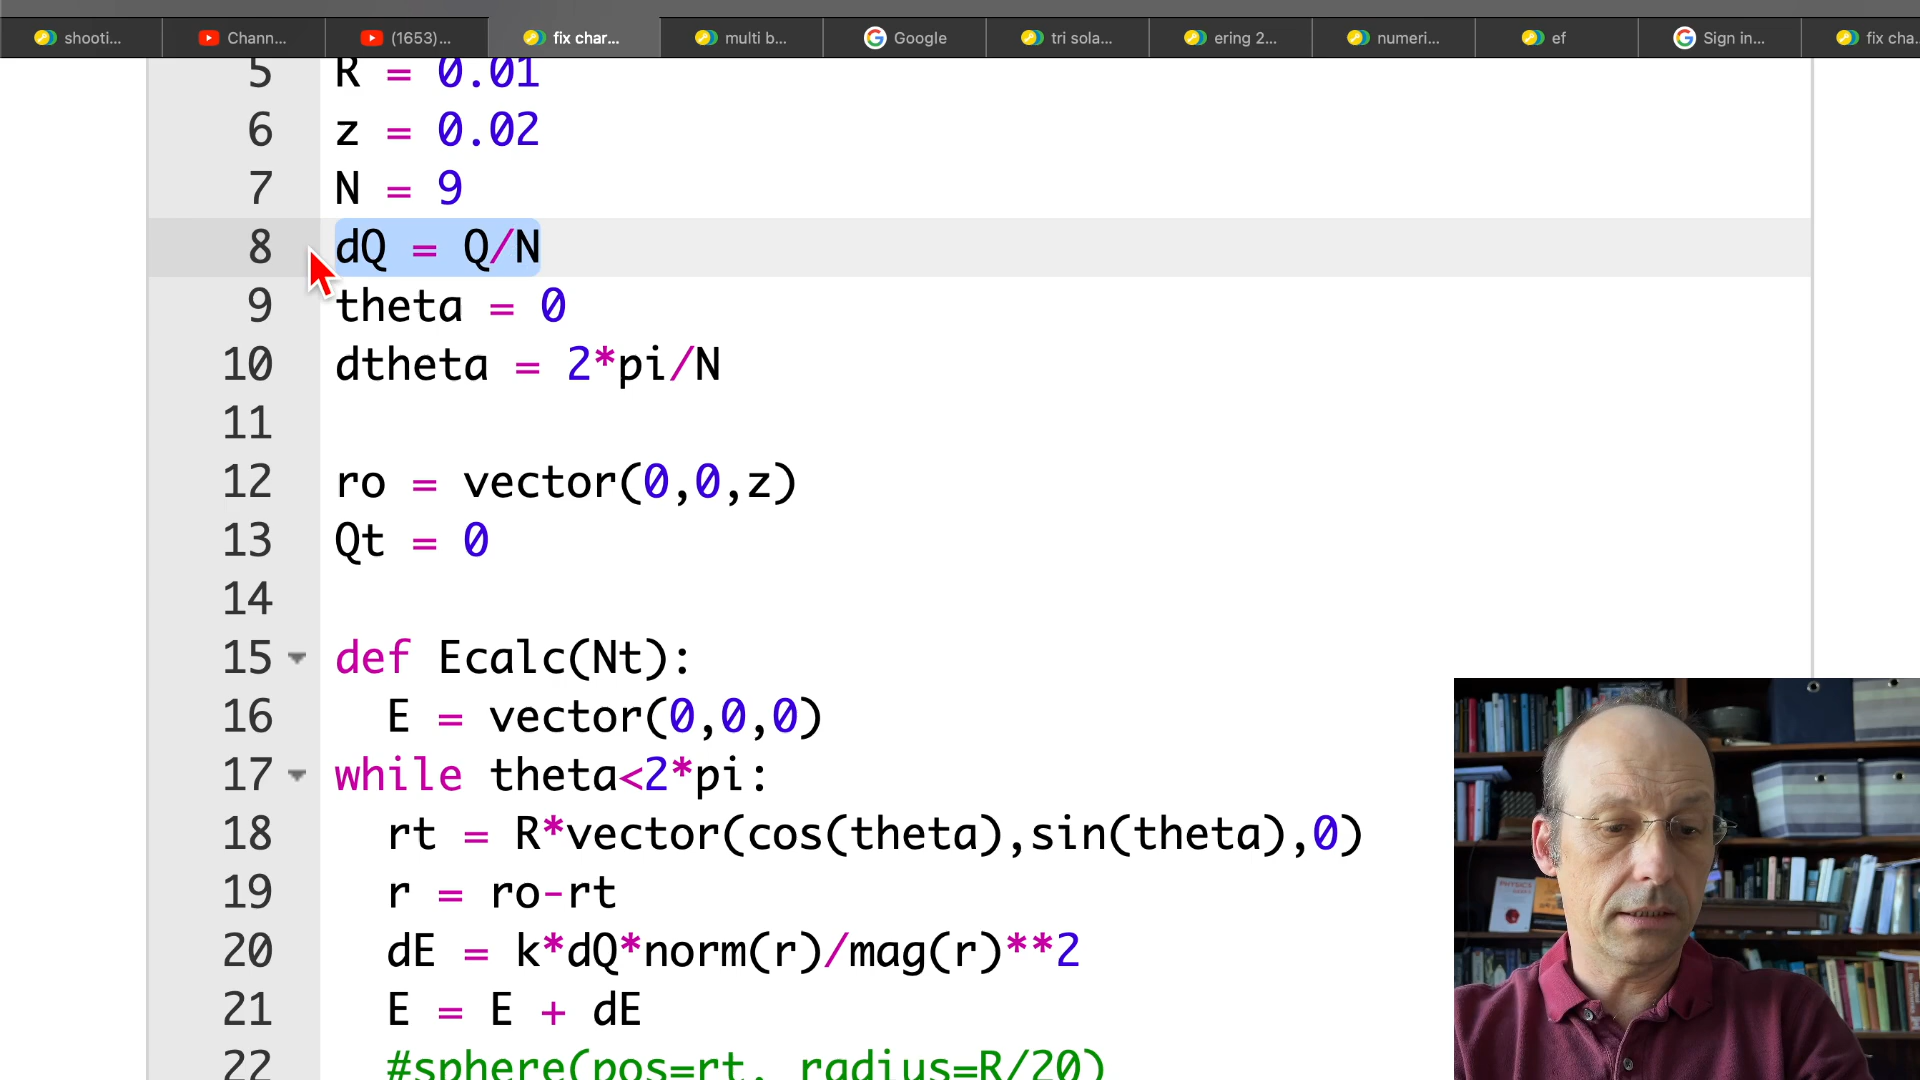 shooti...
Chann...
(1653)...
fix char...
multi b...
Google
tri sola...
ering 2...
numeri...
ef
Sign in...
fix cha...
5 R = 0.01
6 z = 0.02
7 N = 9
8 dQ = Q/N
9 theta = 0
10 dtheta = 2*pi/N
11
12 ro = vector(0,0,z)
13 Qt = 0
14
15 def Ecalc(Nt):
16 E = vector(0,0,0)
17 while theta<2*pi:
18 rt = R*vector(cos(theta),sin(theta),0)
19 r = ro-rt
20 dE = k*dQ*norm(r)/mag(r)**2
21 E = E + dE
22 #sphere(pos=rt, radius=R/20)
PHYSICS